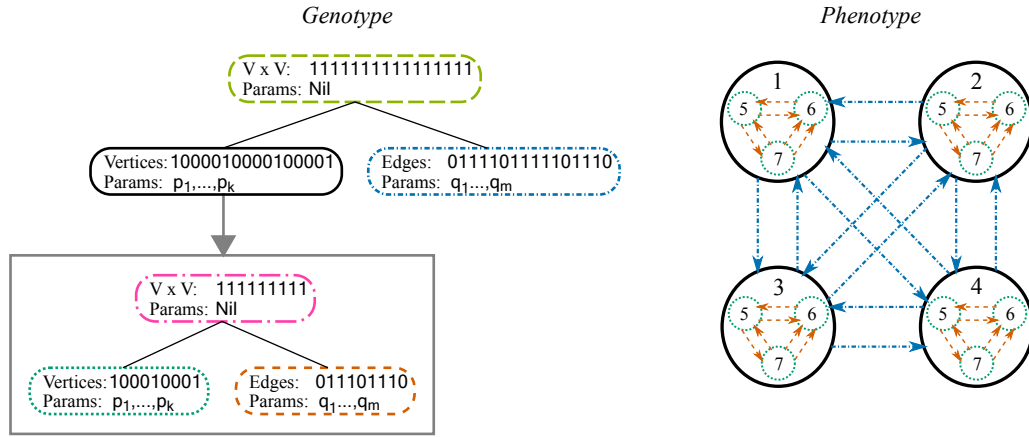 Genotype
Phenotype
V x V: 1111111111111111
Params: Nil
Vertices: 1000010000100001
Params: p1,...,pk
Edges: 0111101111101110
Params: q1...,qm
V x V: 111111111
Params: Nil
Vertices: 100010001
Params: p1,...,pk
Edges: 011101110
Params: q1...,qm
1
5 6
7
2
5 6
7
3
5 6
7
4
5 6
7